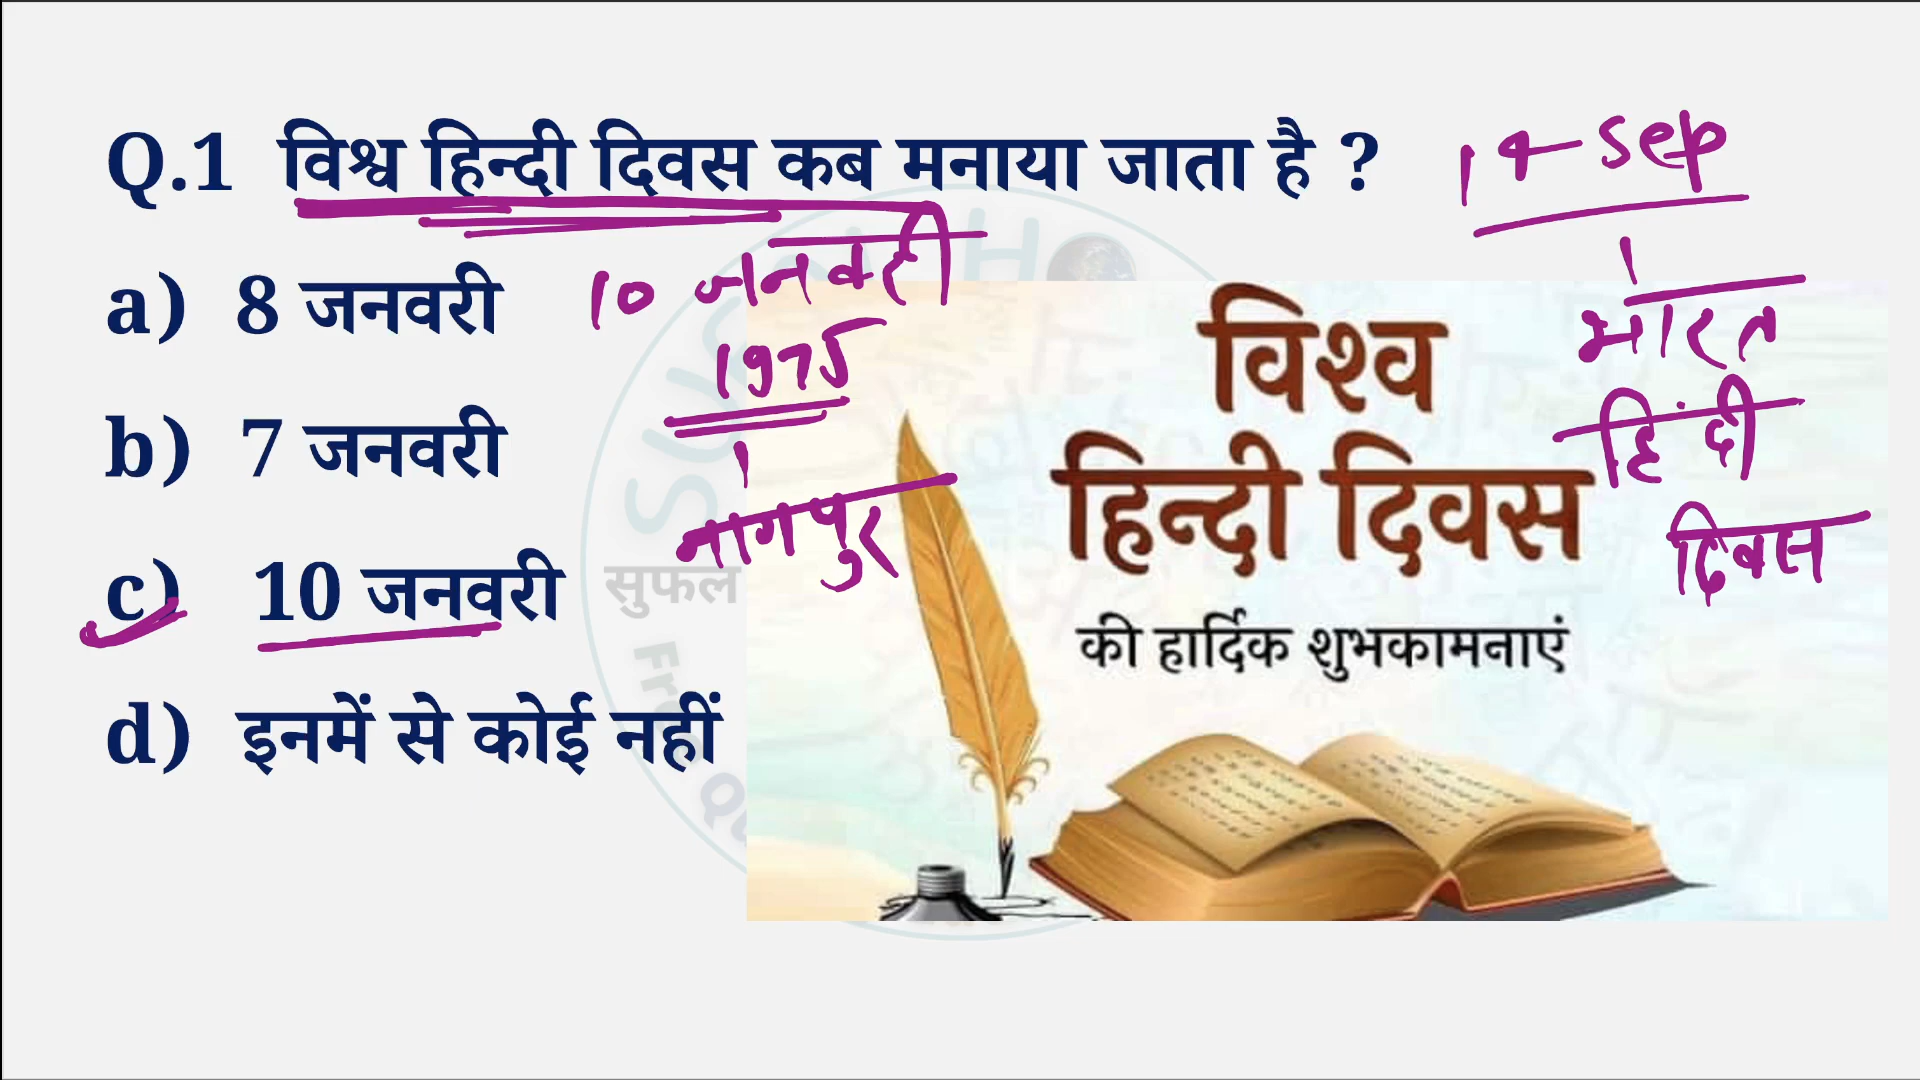 Q.1 विश्व हिन्दी दिवस कब मनाया जाता है ?
14 Sep
a) 8 जनवरी
10 जनवरी
1975
नागपुर
b) 7 जनवरी
c) 10 जनवरी
d) इनमें से कोई नहीं
भारत
हिंदी
दिवस
विश्व
हिन्दी दिवस
की हार्दिक शुभकामनाएं
सुफल